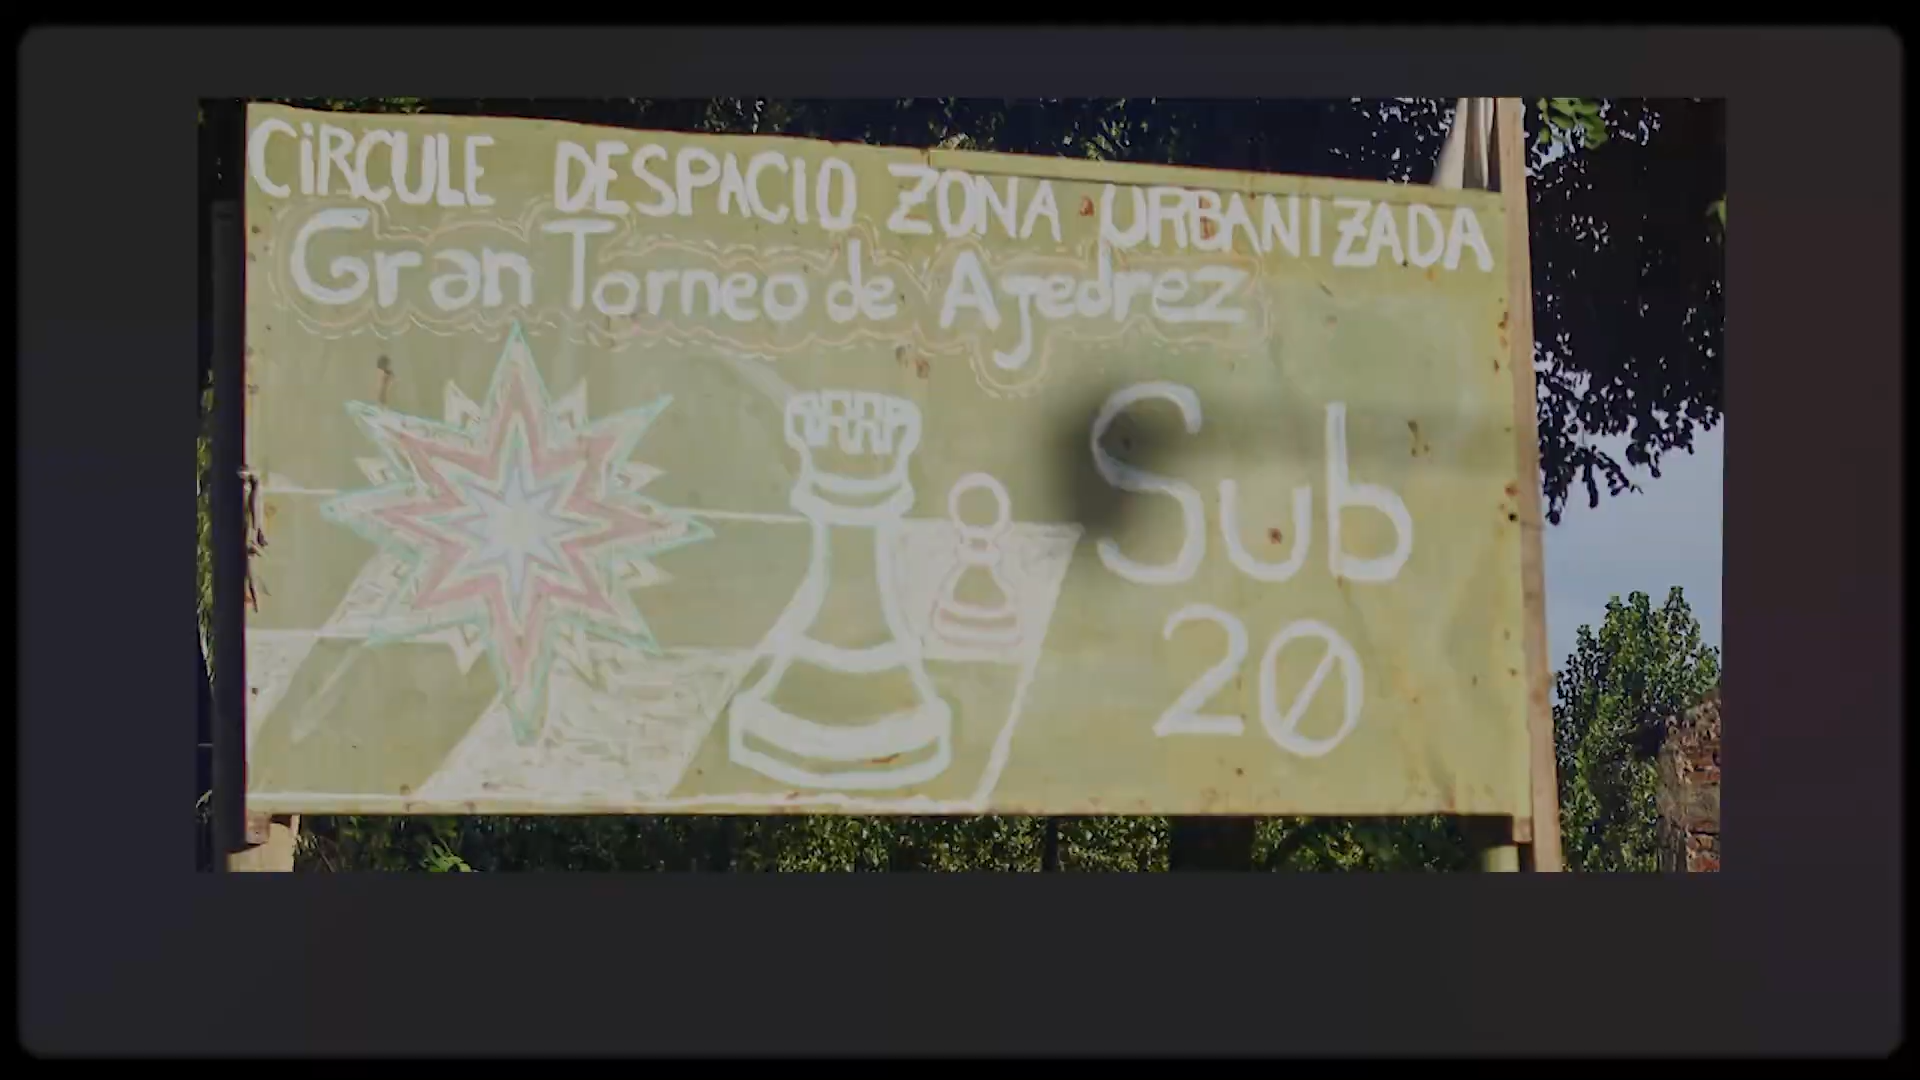 CiRCULE DESPACIO ZONA URBANIZADA
Gran Torneo de Ajedrez
Sub
20